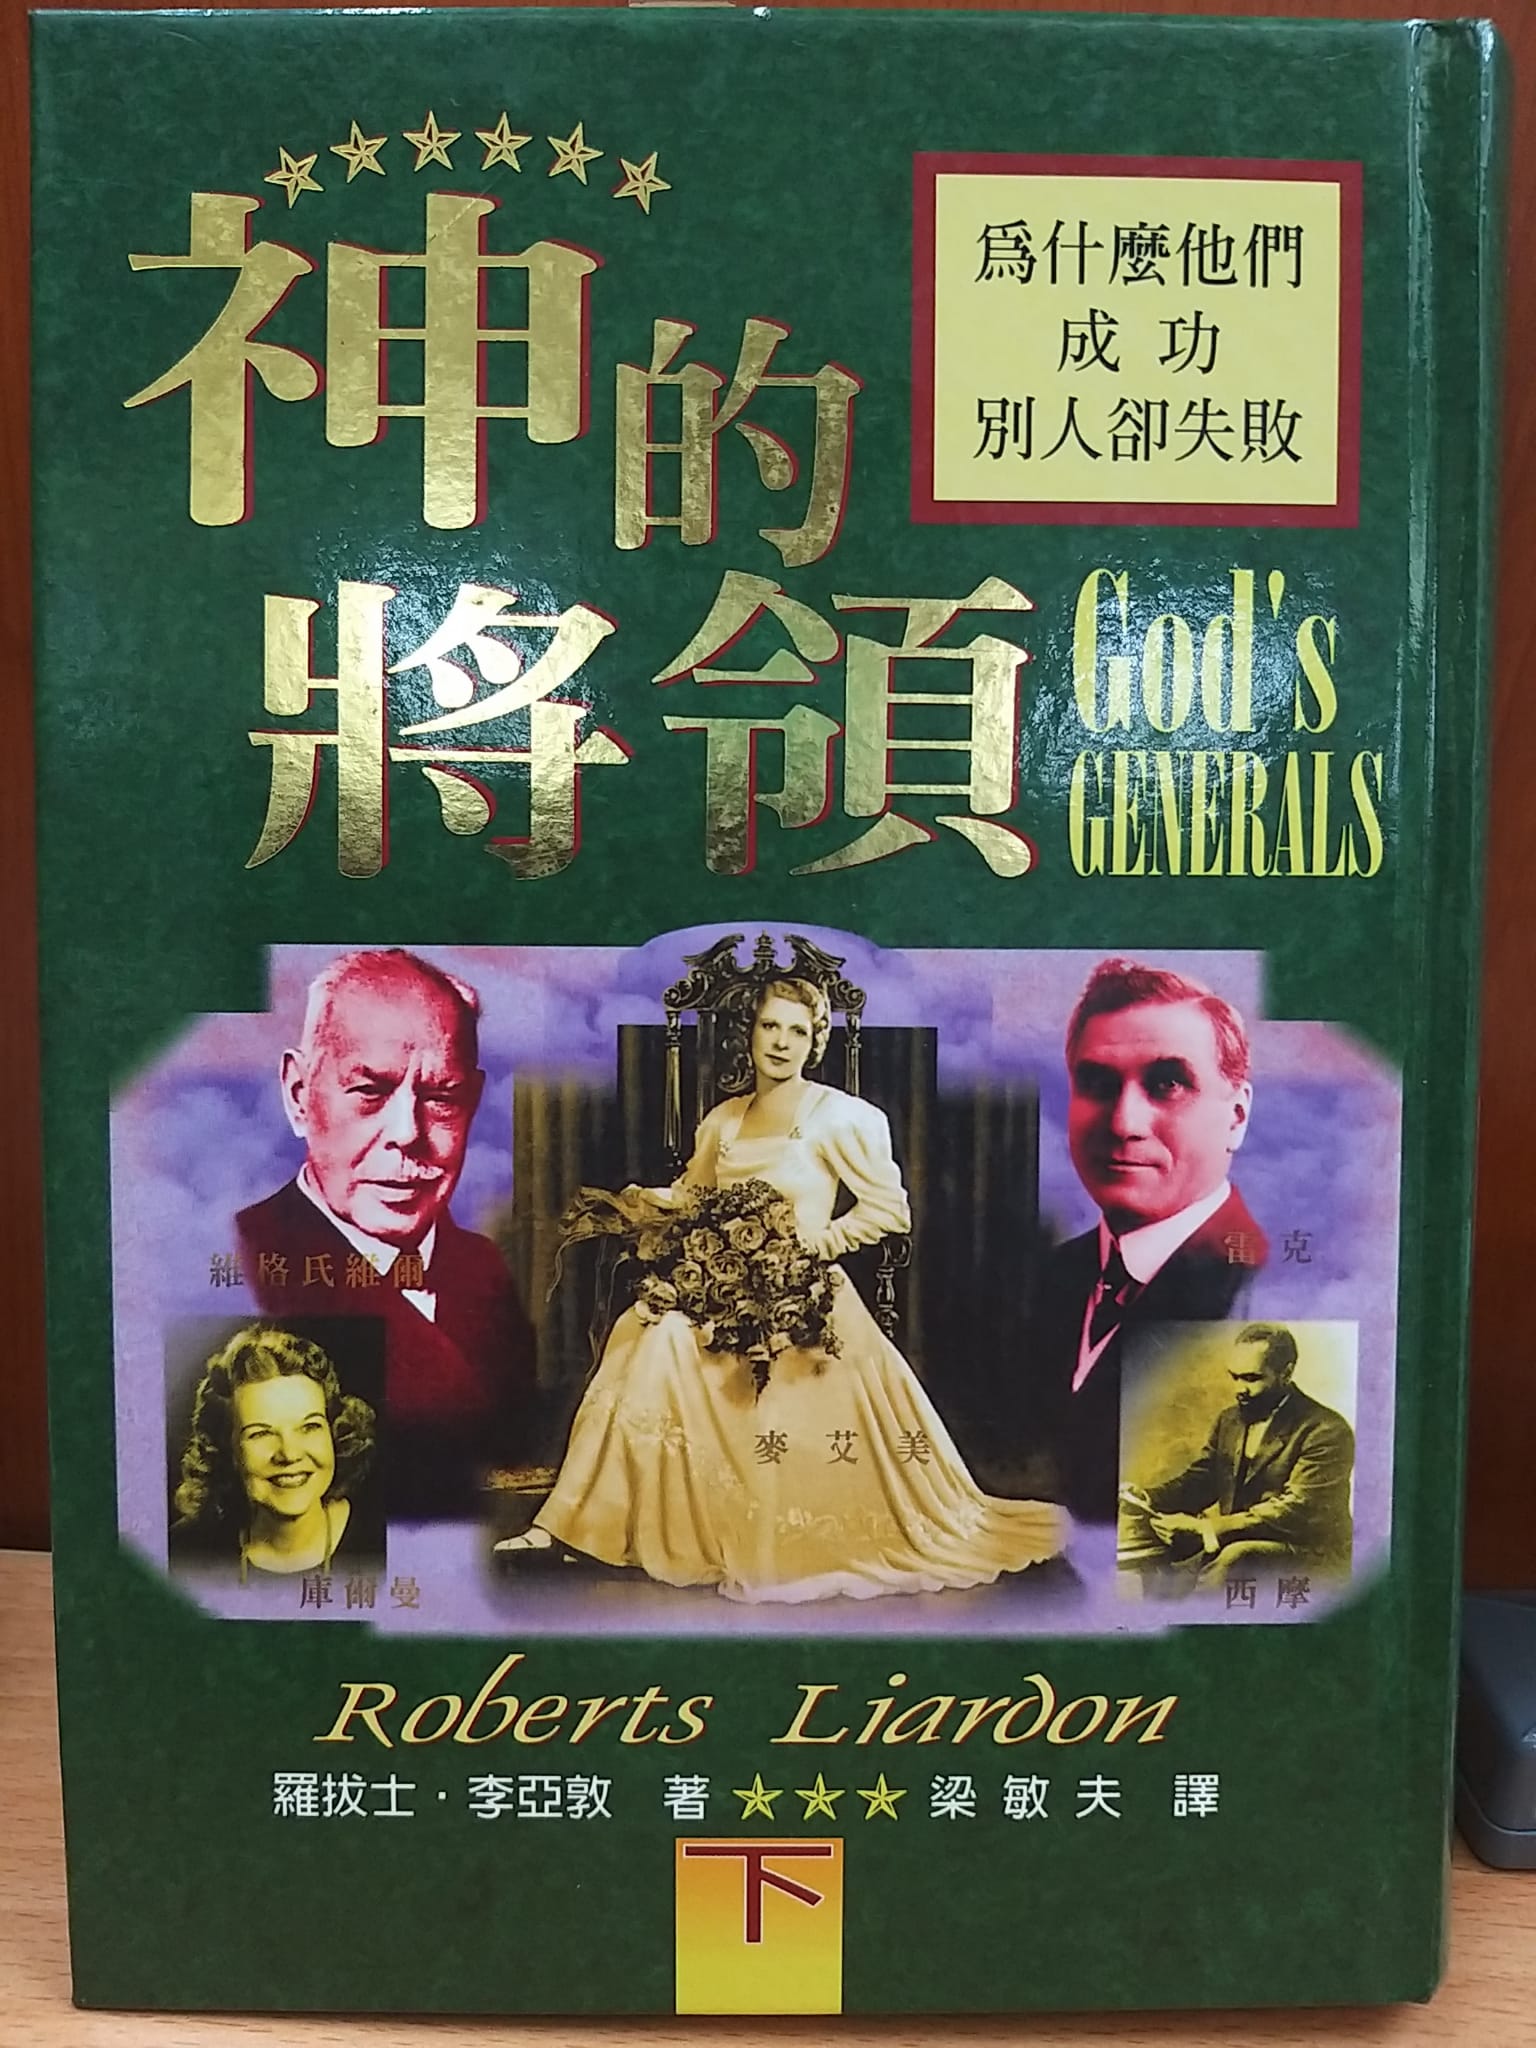 為什麼他們
成功
別人卻失敗
神的
將領
God's
GENERALS
維格氏維爾
雷克
麥艾美
庫爾曼
西摩
Roberts Liardon
羅拔士·李亞敦 著 梁敏夫 譯
下